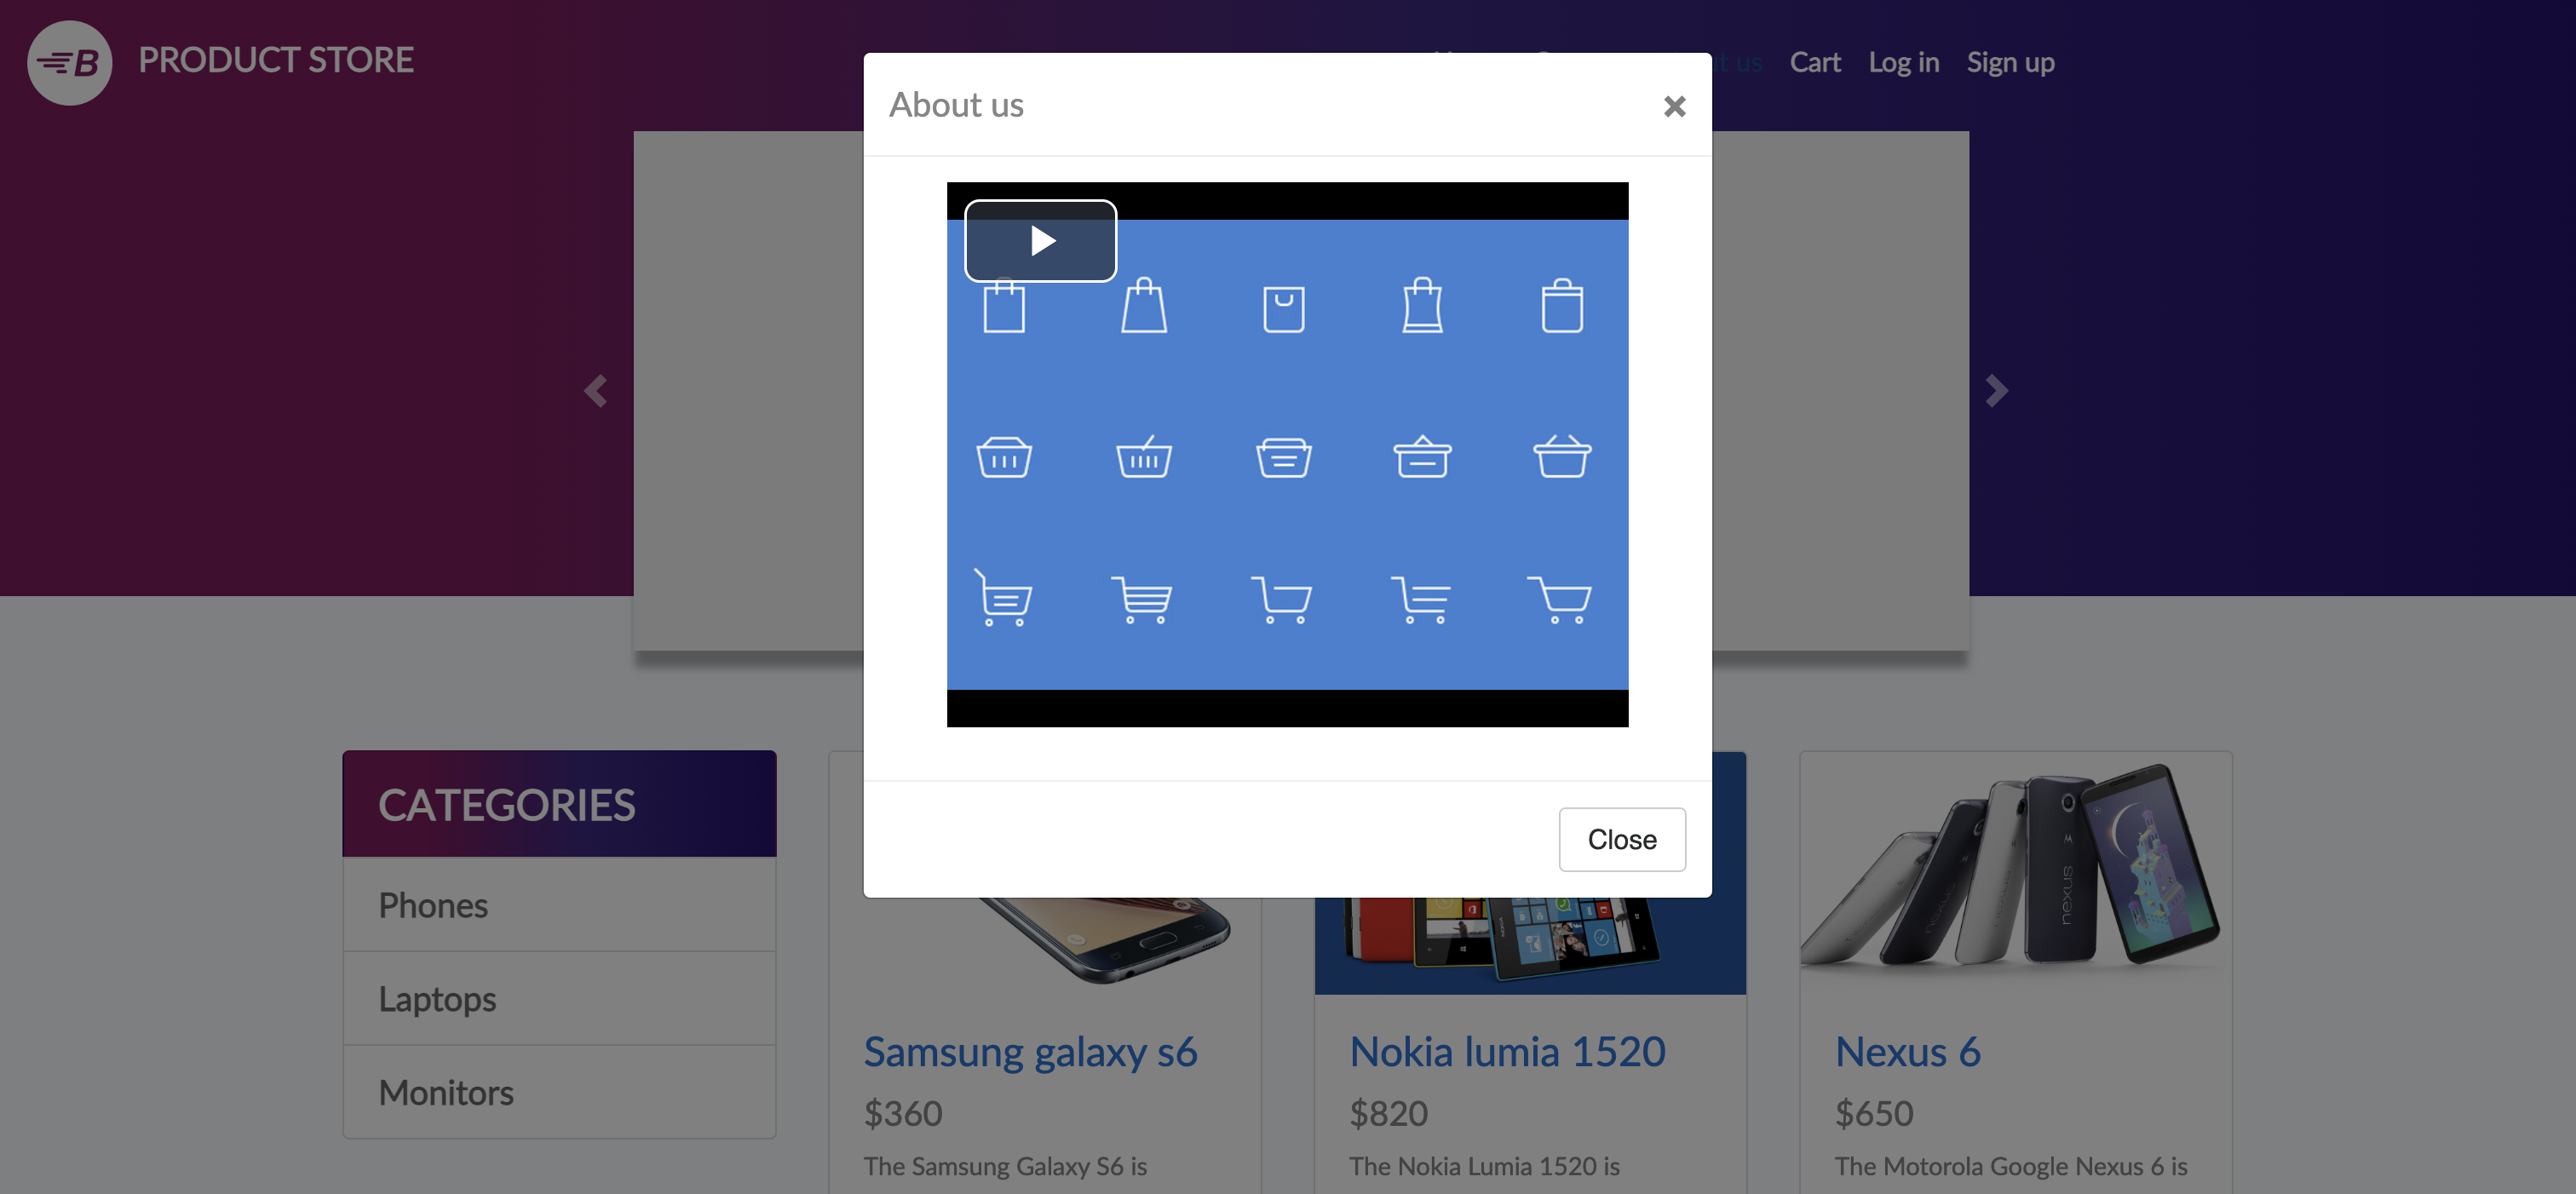 B PRODUCT STORE
Cart Log in Sign up
About us
CATEGORIES
Phones
Laptops
Monitors
Close
nexus
Samsung galaxy s6
$360
The Samsung Galaxy S6 is
Nokia lumia 1520
$820
The Nokia Lumia 1520 is
Nexus 6
$650
The Motorola Google Nexus 6 is